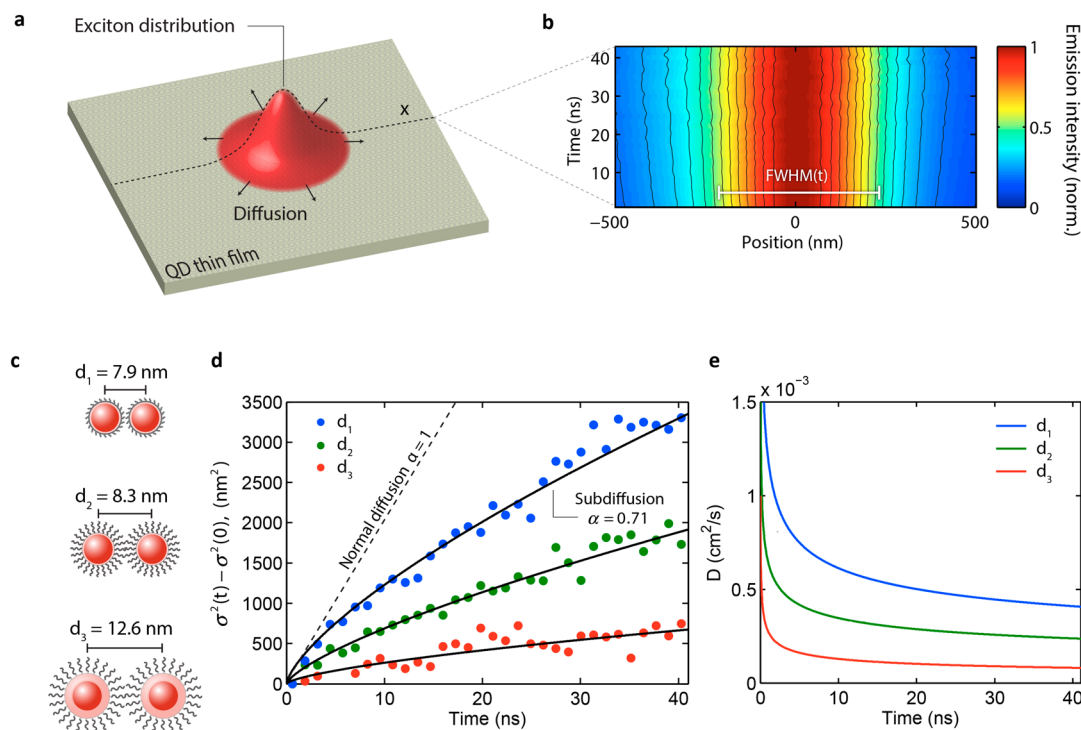 a
Exciton distribution
x
Diffusion
QD thin film
b
Time (ns)
40
30
20
10
FWHM(t)
−500
0
500
Position (nm)
1
0.5
0
Emission intensity (norm.)
c
d₁ = 7.9 nm
d₂ = 8.3 nm
d₃ = 12.6 nm
d
σ²(t) − σ²(0), (nm²)
3500
3000
2500
2000
1500
1000
500
0
d₁
d₂
d₃
Normal diffusion α = 1
Subdiffusion
α = 0.71
0
10
20
30
40
Time (ns)
e
x 10⁻³
D (cm²/s)
1.5
1
0.5
0
d₁
d₂
d₃
0
10
20
30
40
Time (ns)